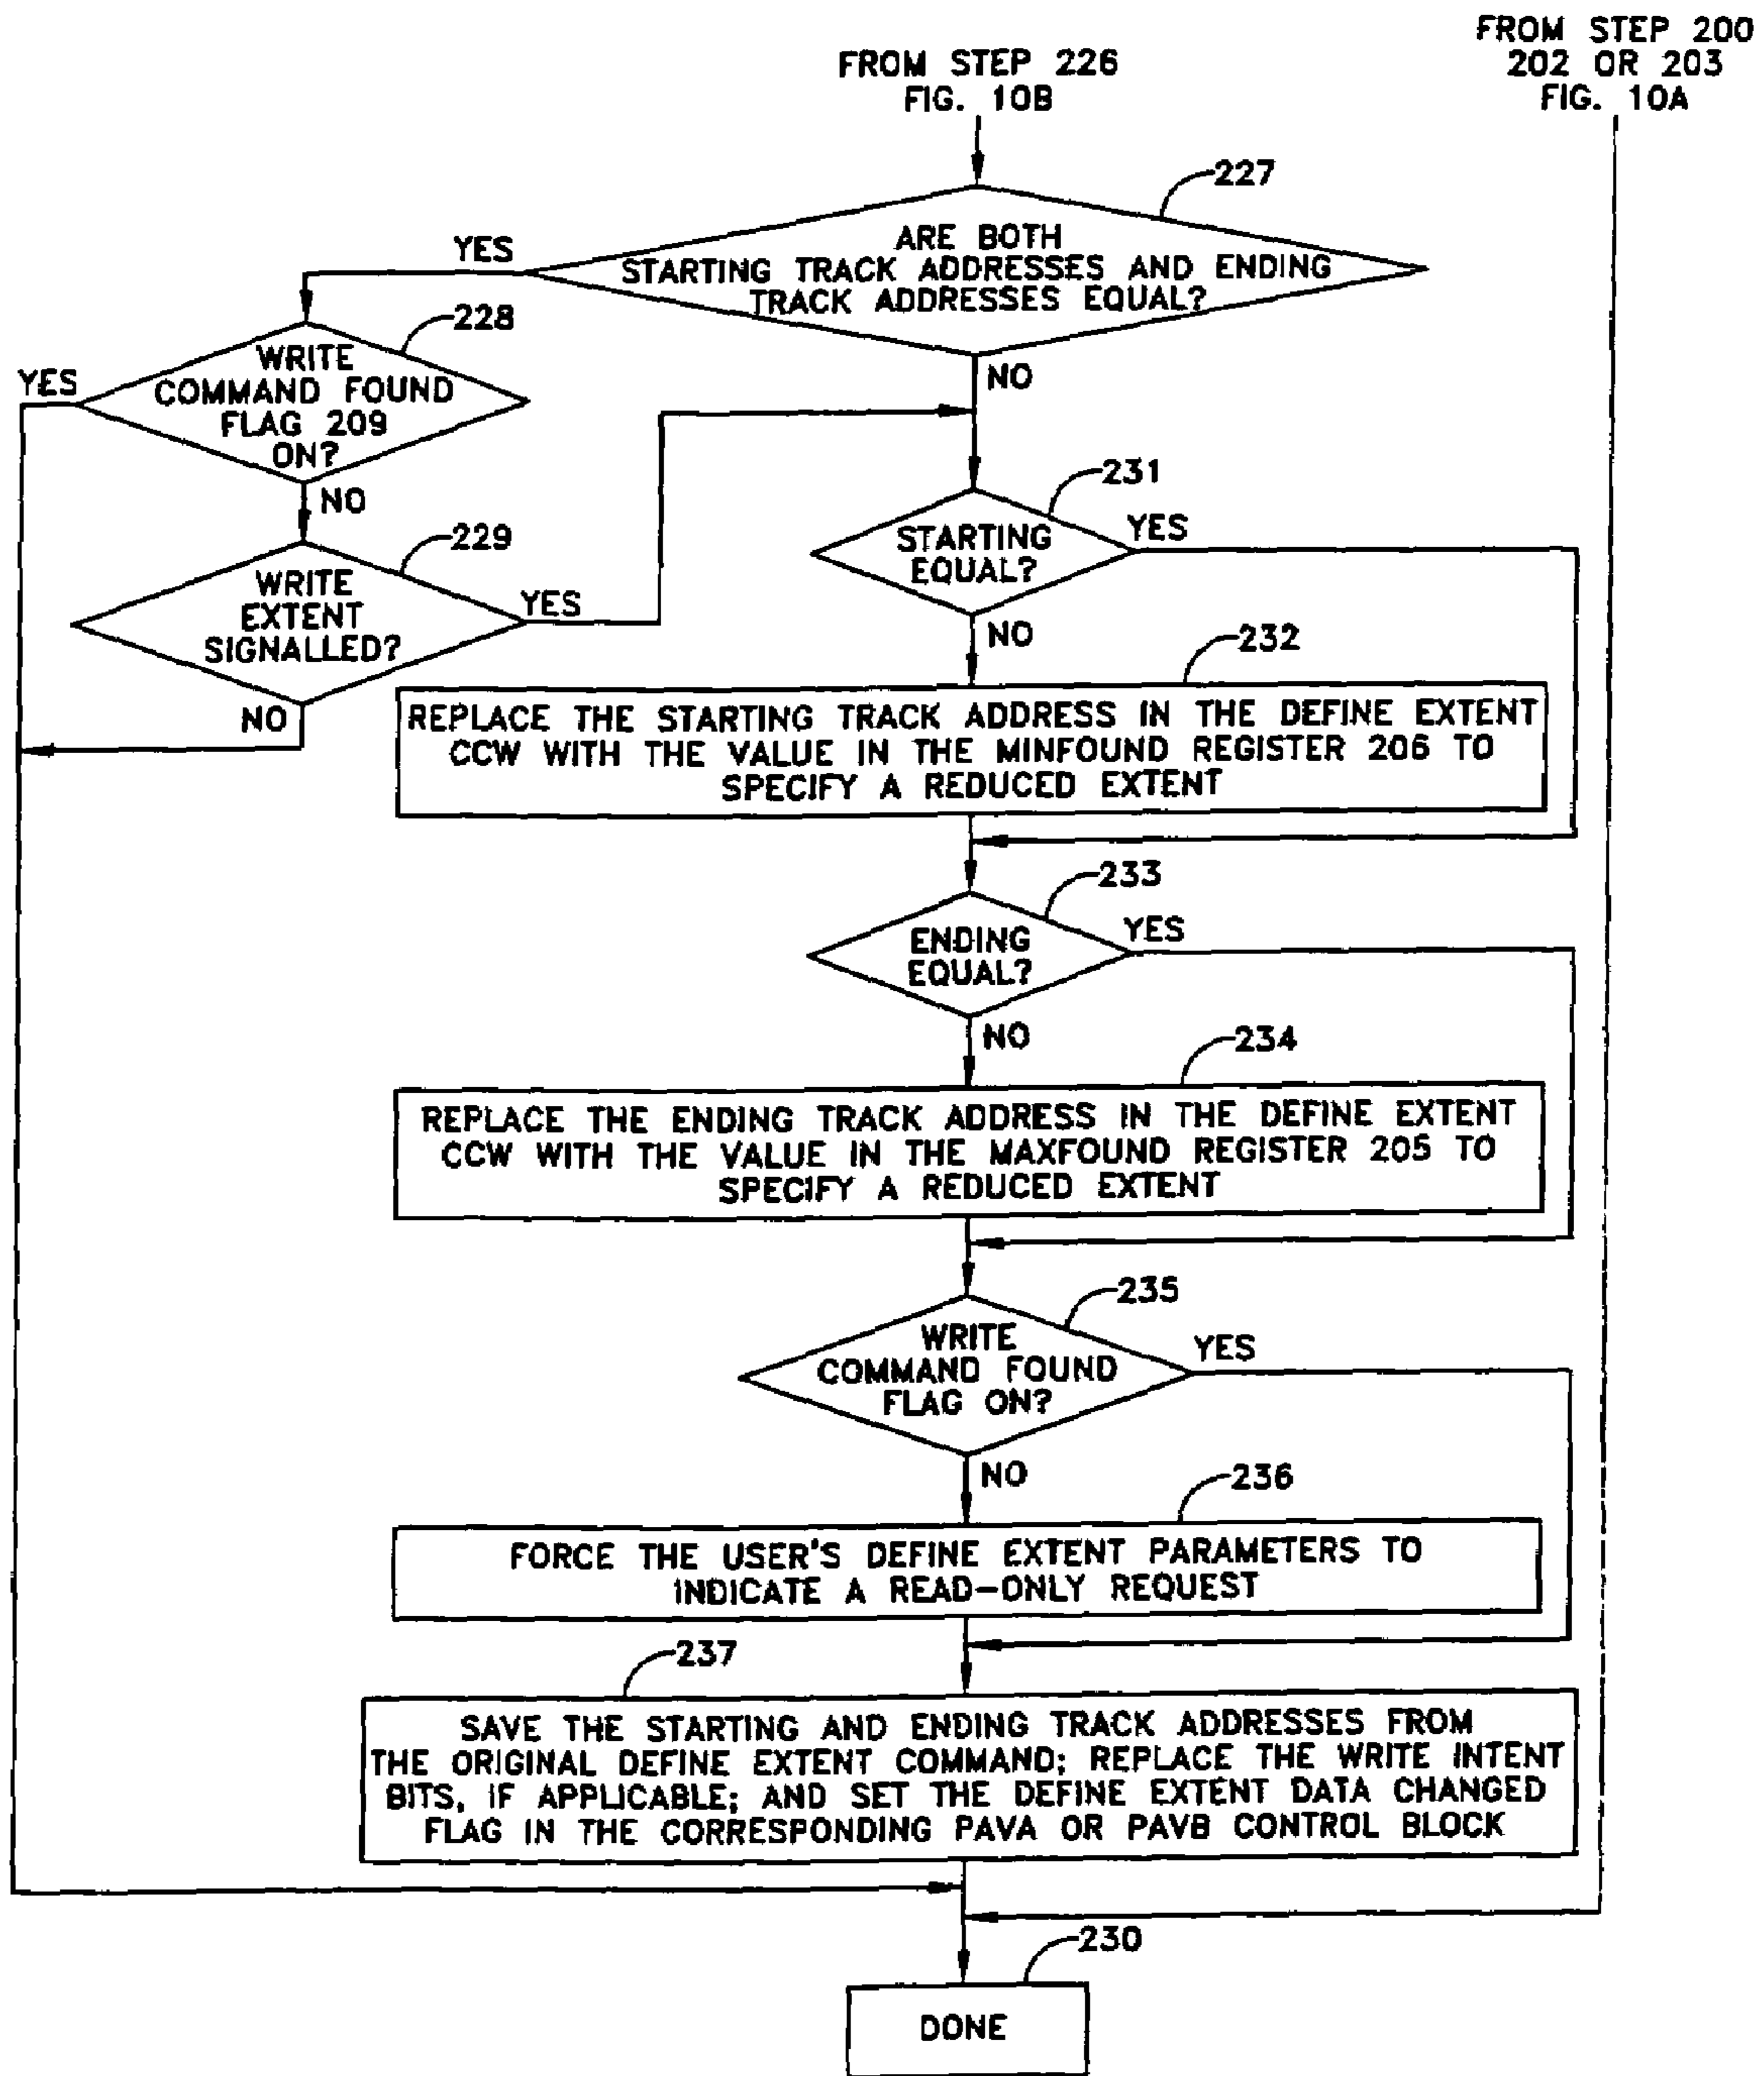 FROM STEP 200
202 OR 203
FIG. 10A
FROM STEP 226
FIG. 10B
227
ARE BOTH
STARTING TRACK ADDRESSES AND ENDING
TRACK ADDRESSES EQUAL?
YES
NO
228
WRITE
COMMAND FOUND
FLAG 209
ON?
YES
NO
229
WRITE
EXTENT
SIGNALLED?
YES
NO
231
STARTING
EQUAL?
YES
NO
232
REPLACE THE STARTING TRACK ADDRESS IN THE DEFINE EXTENT
CCW WITH THE VALUE IN THE MINFOUND REGISTER 206 TO
SPECIFY A REDUCED EXTENT
233
ENDING
EQUAL?
YES
NO
234
REPLACE THE ENDING TRACK ADDRESS IN THE DEFINE EXTENT
CCW WITH THE VALUE IN THE MAXFOUND REGISTER 205 TO
SPECIFY A REDUCED EXTENT
235
WRITE
COMMAND FOUND
FLAG ON?
YES
NO
236
FORCE THE USER'S DEFINE EXTENT PARAMETERS TO
INDICATE A READ-ONLY REQUEST
237
SAVE THE STARTING AND ENDING TRACK ADDRESSES FROM
THE ORIGINAL DEFINE EXTENT COMMAND; REPLACE THE WRITE INTENT
BITS, IF APPLICABLE; AND SET THE DEFINE EXTENT DATA CHANGED
FLAG IN THE CORRESPONDING PAVA OR PAVB CONTROL BLOCK
230
DONE